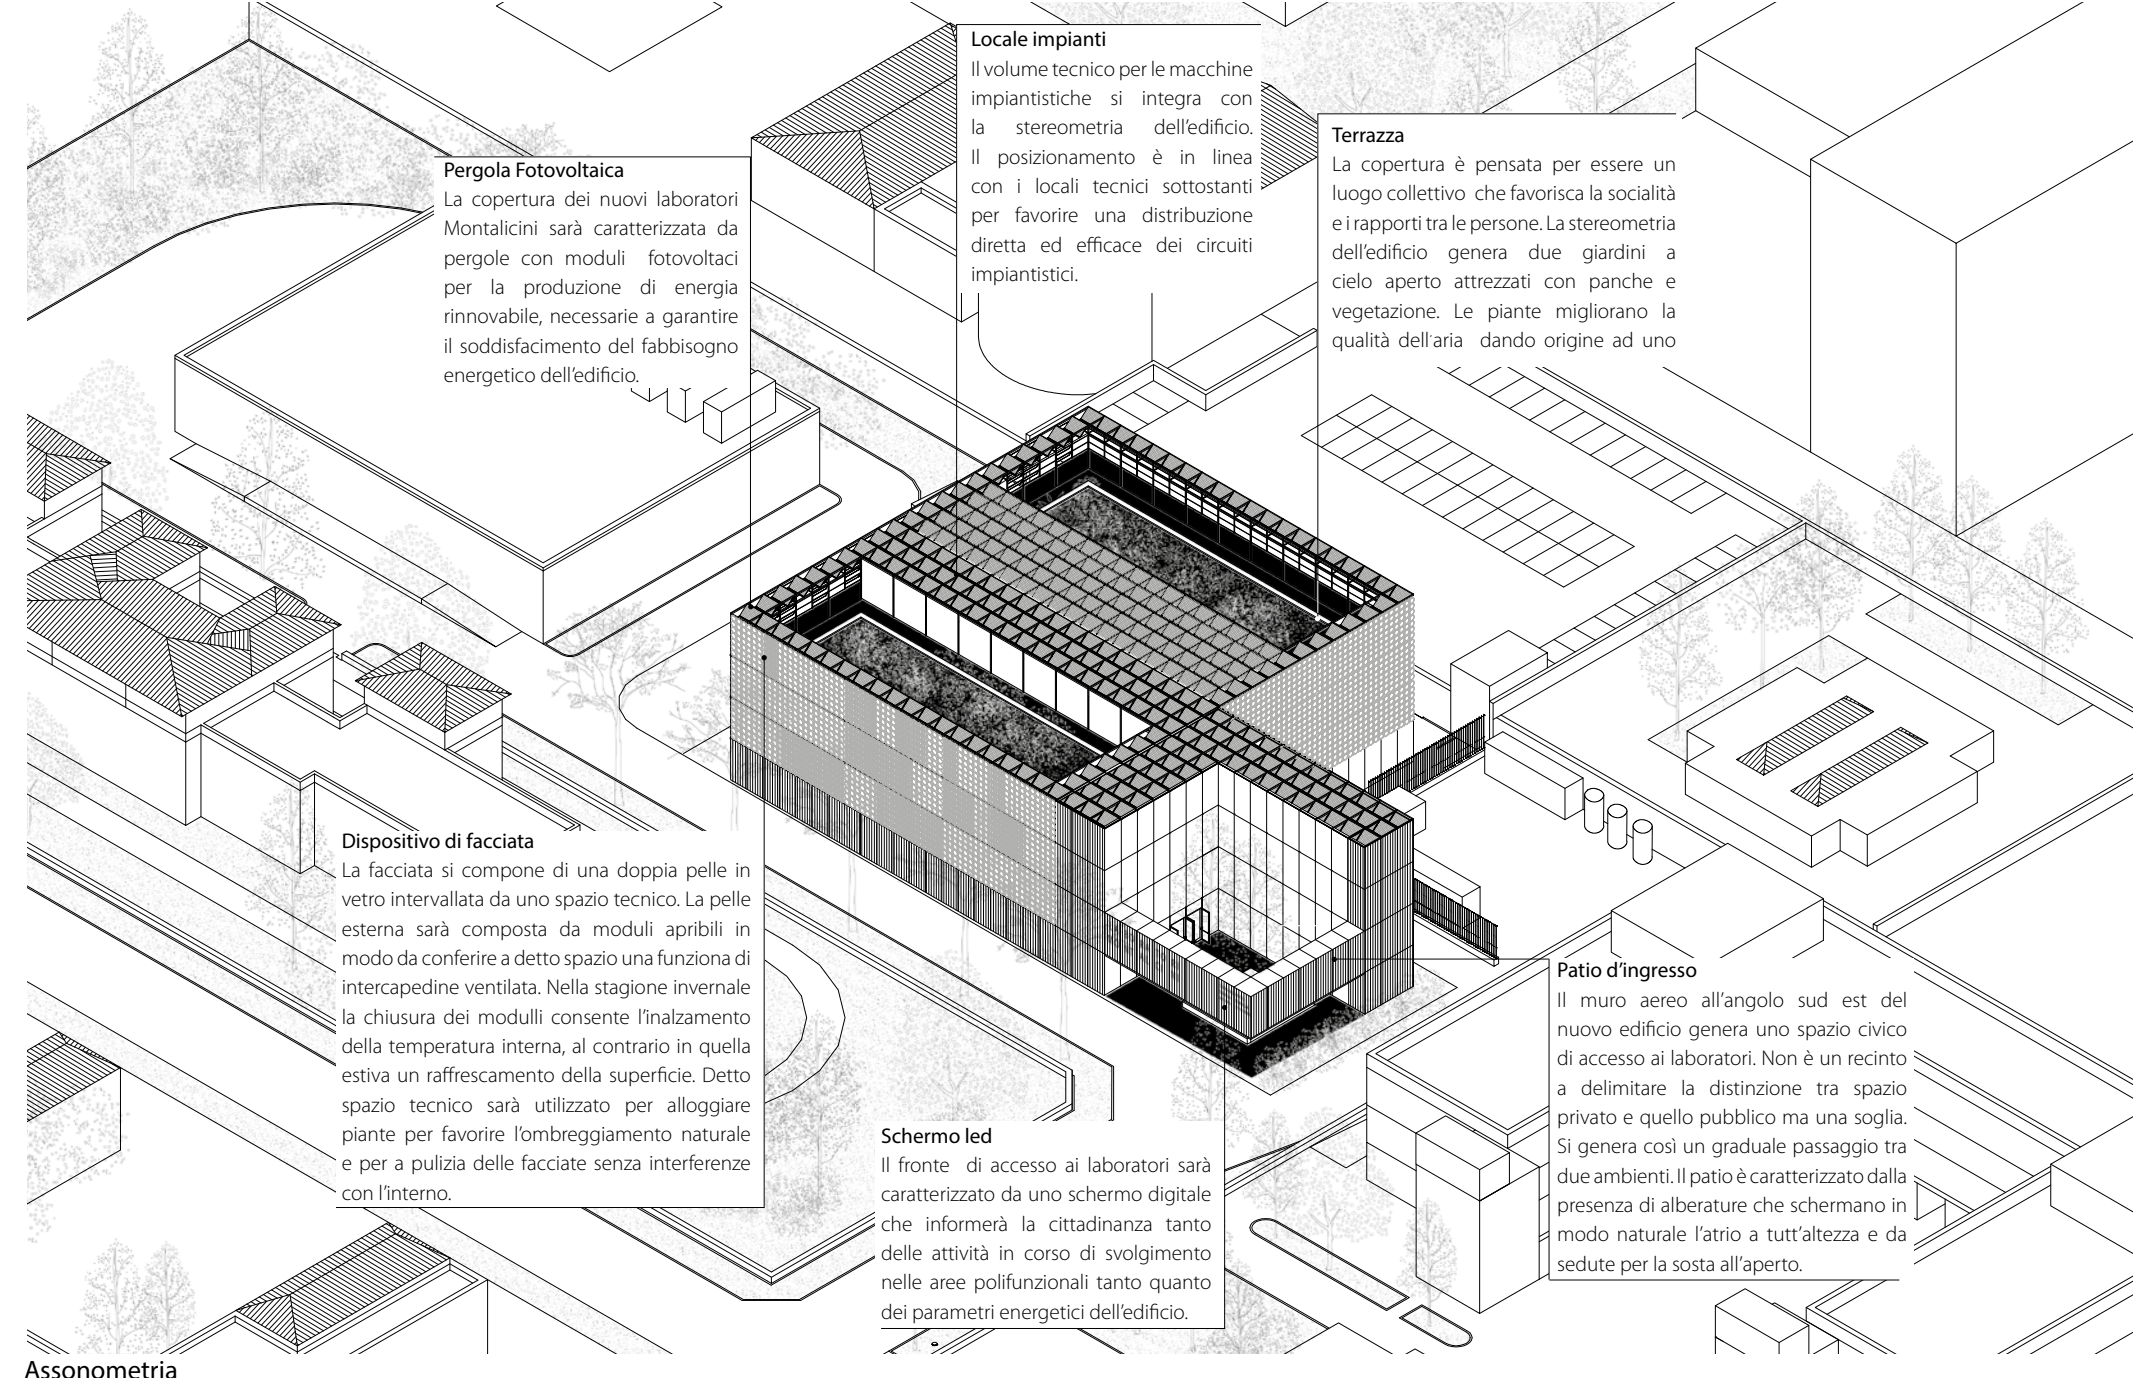 Locale impianti
Il volume tecnico per le macchine
impiantistiche si integra con
la stereometria dell'edificio.
Il posizionamento è in linea
con i locali tecnici sottostanti
per favorire una distribuzione
diretta ed efficace dei circuiti
impiantistici.
Terrazza
La copertura è pensata per essere un
luogo collettivo che favorisca la socialità
e i rapporti tra le persone. La stereometria
dell'edificio genera due giardini a
cielo aperto attrezzati con panche e
vegetazione. Le piante migliorano la
qualità dell'aria dando origine ad uno
Pergola Fotovoltaica
La copertura dei nuovi laboratori
Montalicini sarà caratterizzata da
pergole con moduli fotovoltaci
per la produzione di energia
rinnovabile, necessarie a garantire
il soddisfacimento del fabbisogno
energetico dell'edificio.
Dispositivo di facciata
La facciata si compone di una doppia pelle in
vetro intervallata da uno spazio tecnico. La pelle
esterna sarà composta da moduli apribili in
modo da conferire a detto spazio una funziona di
intercapedine ventilata. Nella stagione invernale
la chiusura dei modulli consente l'inalzamento
della temperatura interna, al contrario in quella
estiva un raffrescamento della superficie. Detto
spazio tecnico sarà utilizzato per alloggiare
piante per favorire l'ombreggiamento naturale
e per a pulizia delle facciate senza interferenze
con l'interno.
Patio d'ingresso
Il muro aereo all'angolo sud est del
nuovo edificio genera uno spazio civico
di accesso ai laboratori. Non è un recinto
a delimitare la distinzione tra spazio
privato e quello pubblico ma una soglia.
Si genera così un graduale passaggio tra
due ambienti. Il patio è caratterizzato dalla
presenza di alberature che schermano in
modo naturale l'atrio a tutt'altezza e da
sedute per la sosta all'aperto.
Schermo led
Il fronte di accesso ai laboratori sarà
caratterizzato da uno schermo digitale
che informerà la cittadinanza tanto
delle attività in corso di svolgimento
nelle aree polifunzionali tanto quanto
dei parametri energetici dell'edificio.
Assonometria